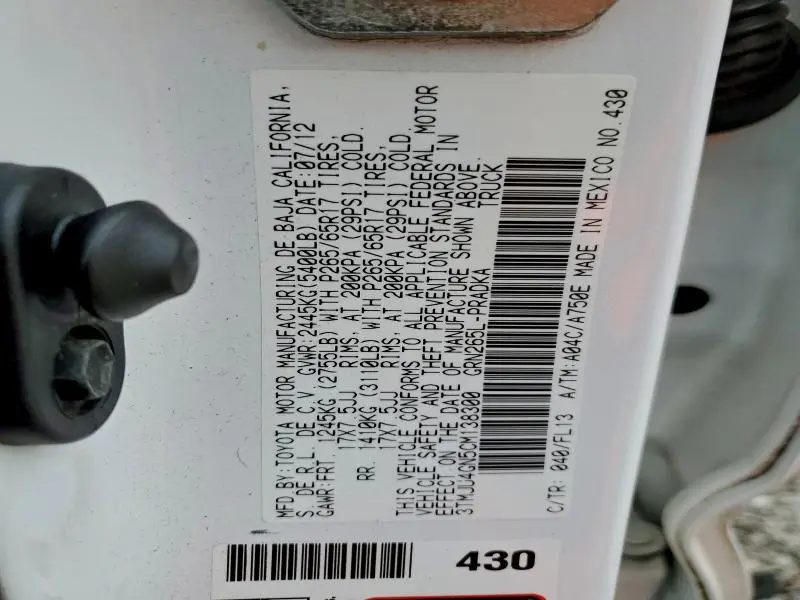 MFD.BY:TOYOTA MOTOR MANUFACTURING DE BAJA CALIFORNIA,
S. DE R.L. DE C.V. GVWR:2445KG(5400LB) DATE:07/12
GAWR:FRT. 1245KG (2755LB) WITH P265/65R17 TIRES,
17X7.5JJ RIMS, AT 200KPA (29PSI) COLD.
RR. 1410KG (3110LB) WITH P265/65R17 TIRES,
17X7.5JJ RIMS, AT 200KPA (29PSI) COLD.
THIS VEHICLE CONFORMS TO ALL APPLICABLE FEDERAL MOTOR
VEHICLE SAFETY AND THEFT PREVENTION STANDARDS IN
EFFECT ON THE DATE OF MANUFACTURE SHOWN ABOVE.
3TMJU4GN5CM138300 GRN265L-PRADKA TRUCK
C/TR: 040/FL13 A/TM:A04C/A750E MADE IN MEXICO NO.430
430